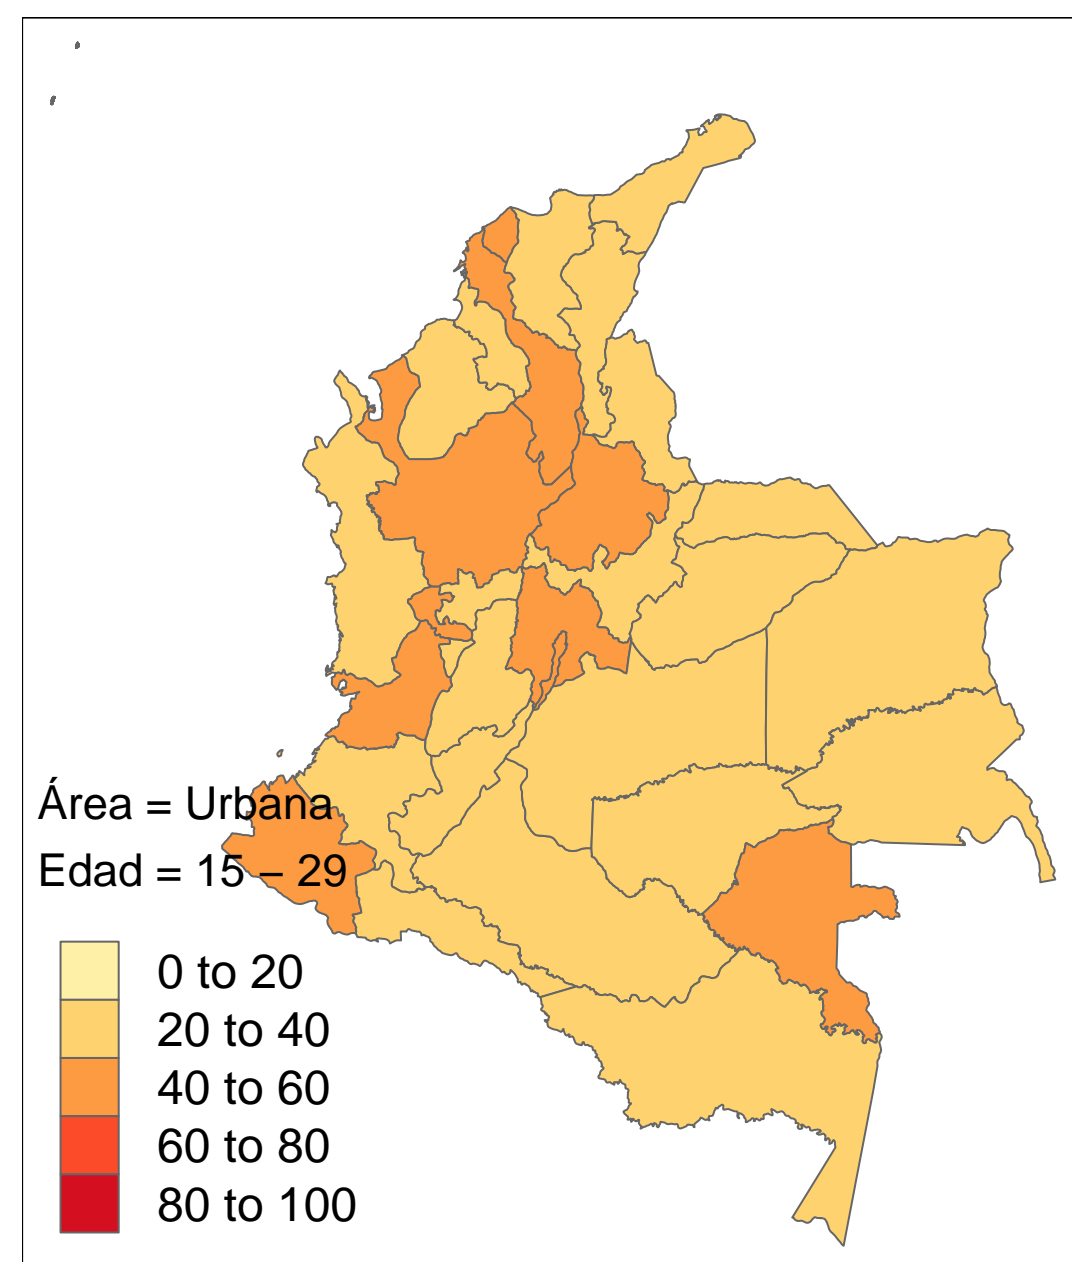 Área = Urbana
Edad = 15 – 29
0 to 20
20 to 40
40 to 60
60 to 80
80 to 100